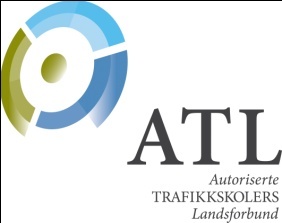 ATL
Autoriserte
TRAFIKKSKOLERS
Landsforbund